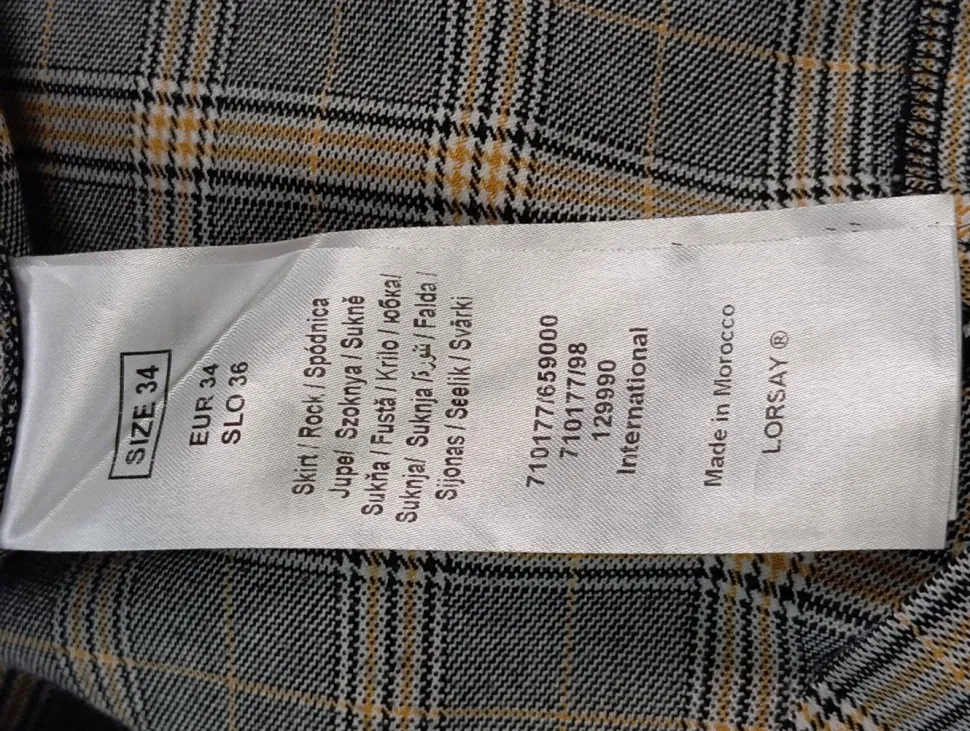 SIZE 34
EUR 34
SLO 36
Skirt / Rock / Spódnica
Jupe/ Szoknya / Sukně
Sukňa / Fustă / Krilo / юбка/
Suknja/ Suknja / / Falda /
Sijonas / Seelik / Svārki
710177/659000
710177/98
129990
International
Made in Morocco
LORSAY ®